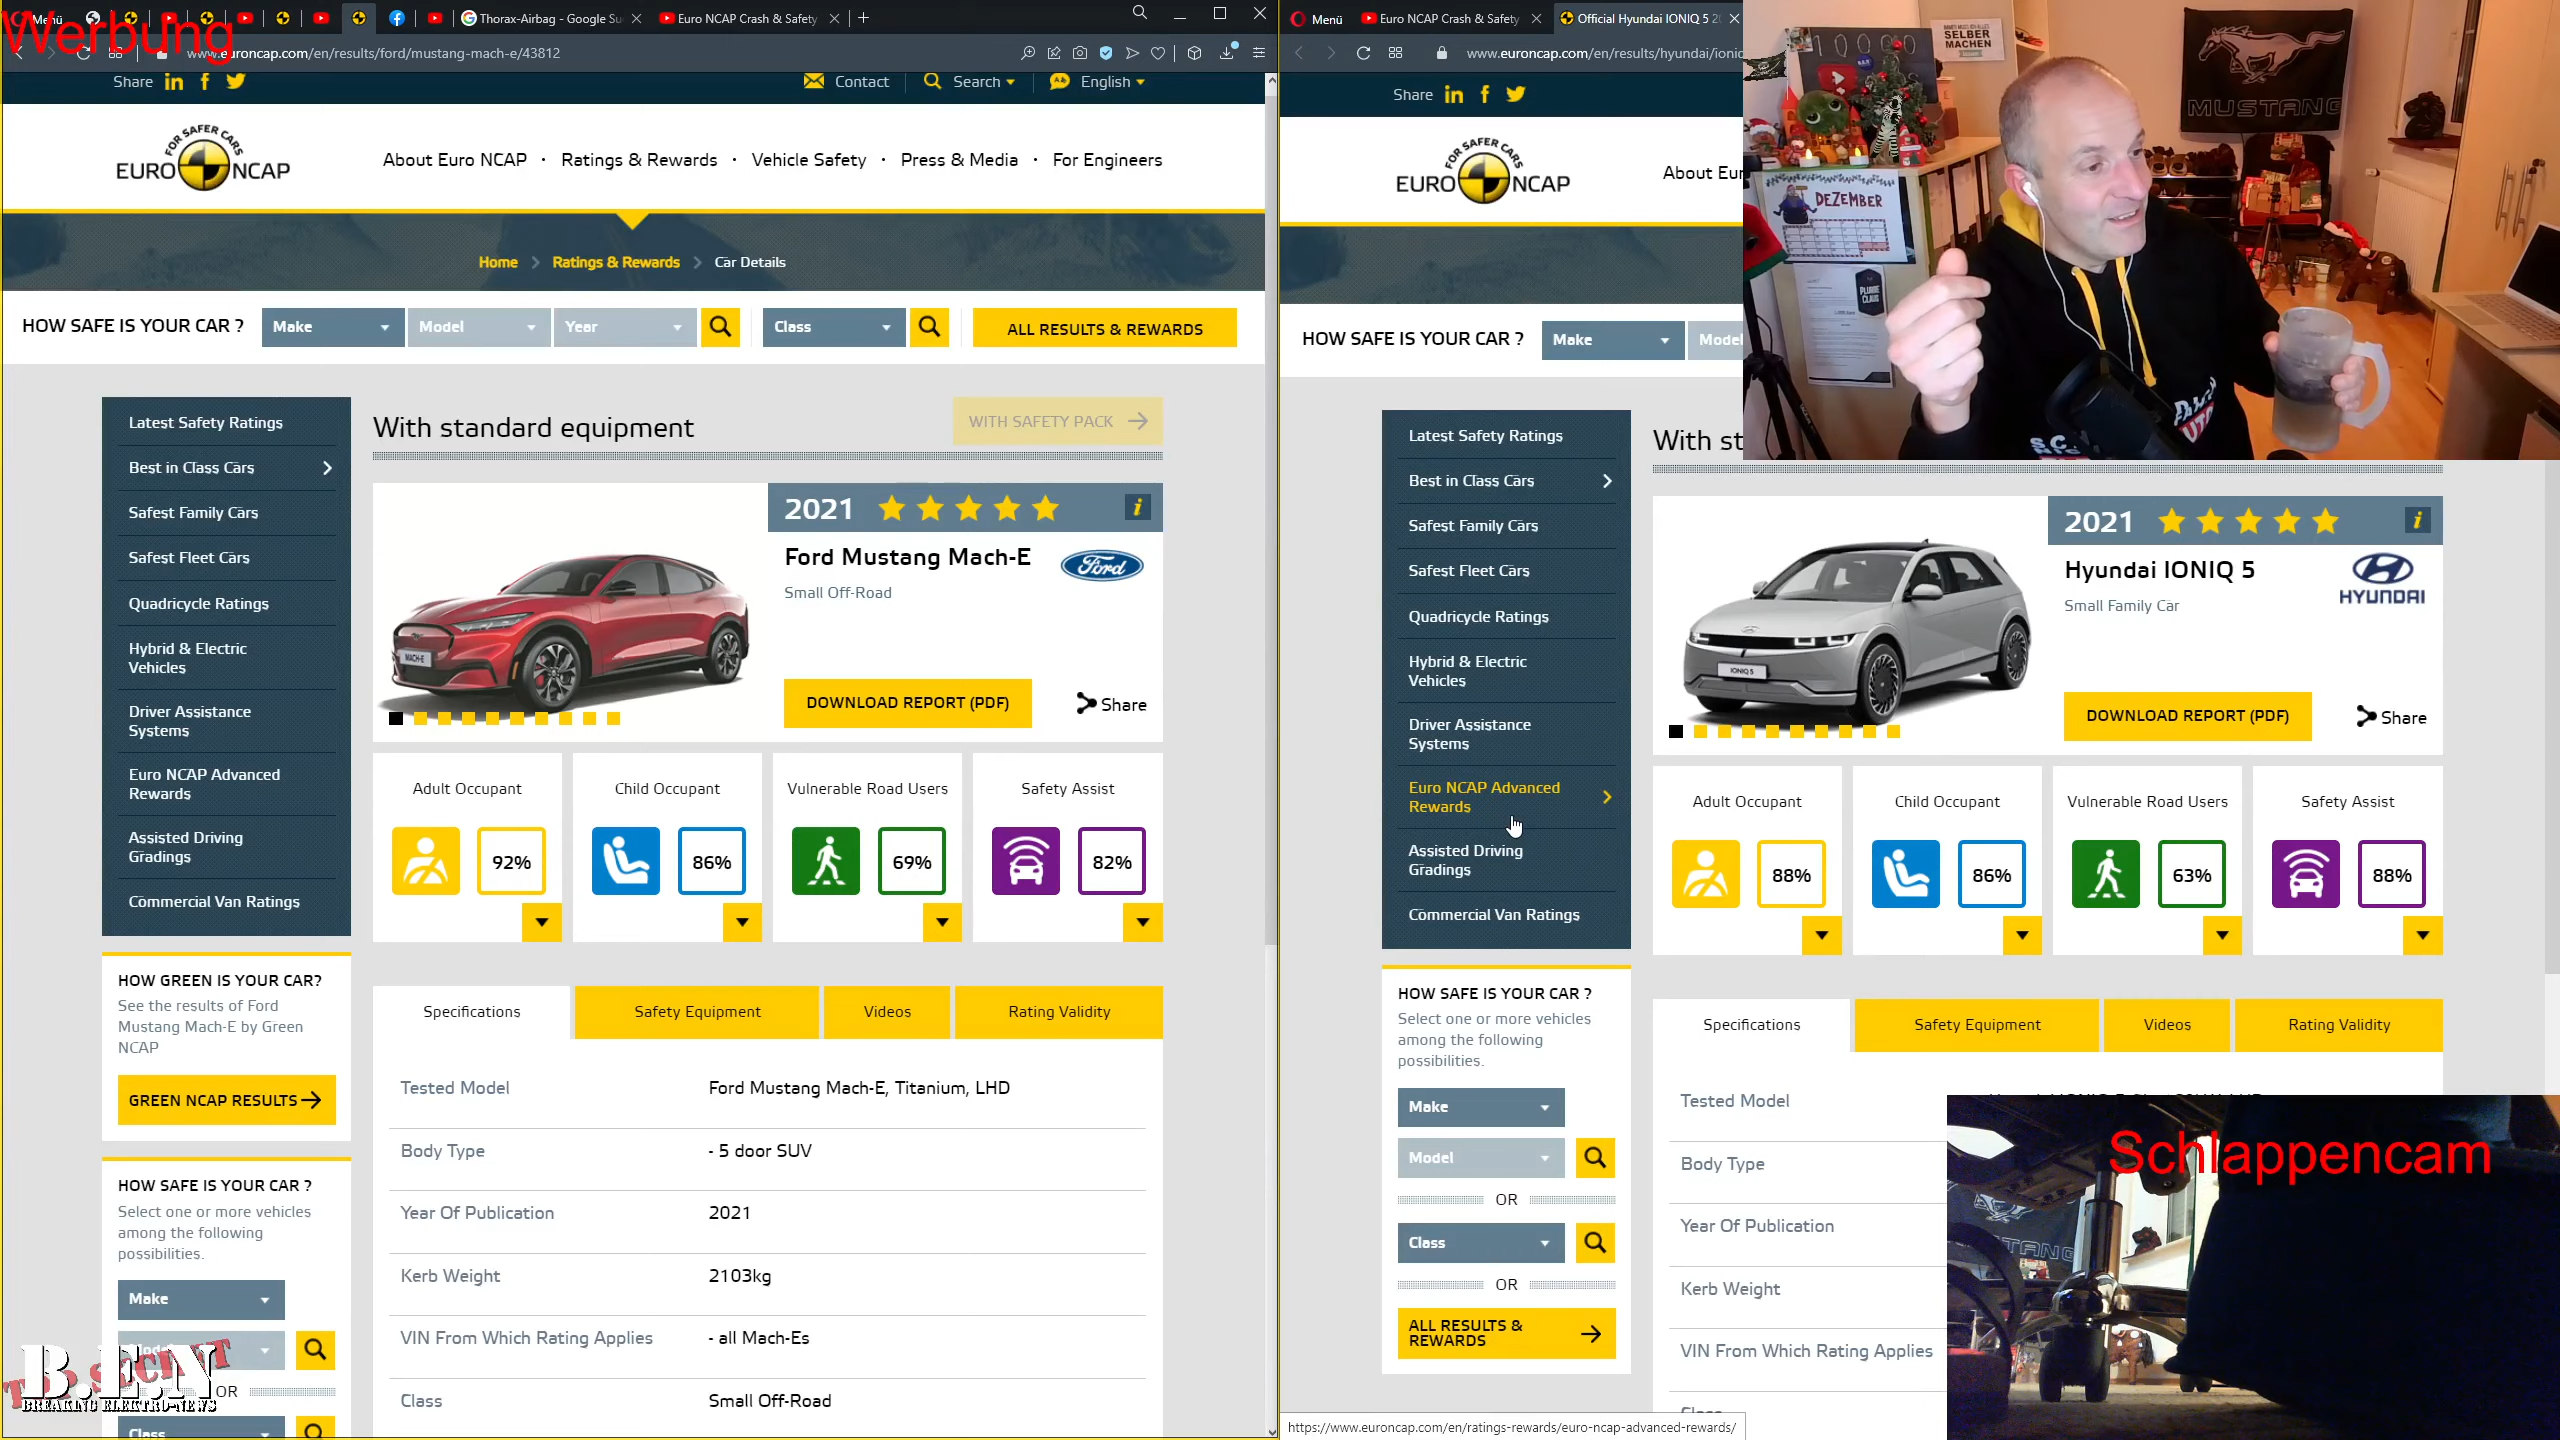 Menü
Thorax-Airbag - Google Su
Euro NCAP Crash & Safety
Werbung
www.euroncap.com/en/results/ford/mustang-mach-e/43812
Share
Contact
Search
English
FOR SAFER CARS
EURO NCAP
About Euro NCAP · Ratings & Rewards · Vehicle Safety · Press & Media · For Engineers
Home > Ratings & Rewards > Car Details
HOW SAFE IS YOUR CAR ?
Make
Model
Year
Class
ALL RESULTS & REWARDS
Latest Safety Ratings
Best in Class Cars
Safest Family Cars
Safest Fleet Cars
Quadricycle Ratings
Hybrid & Electric
Vehicles
Driver Assistance
Systems
Euro NCAP Advanced
Rewards
Assisted Driving
Gradings
Commercial Van Ratings
HOW GREEN IS YOUR CAR?
See the results of Ford
Mustang Mach-E by Green
NCAP
GREEN NCAP RESULTS
HOW SAFE IS YOUR CAR ?
Select one or more vehicles
among the following
possibilities.
Make
OR
Class
B.E.N
BREAKING ELEKTRO-NEWS
With standard equipment
WITH SAFETY PACK
2021
i
Ford Mustang Mach-E
Ford
Small Off-Road
MACH-E
DOWNLOAD REPORT (PDF)
Share
Adult Occupant
92%
Child Occupant
86%
Vulnerable Road Users
69%
Safety Assist
82%
Specifications
Safety Equipment
Videos
Rating Validity
Tested Model
Ford Mustang Mach-E, Titanium, LHD
Body Type
- 5 door SUV
Year Of Publication
2021
Kerb Weight
2103kg
VIN From Which Rating Applies
- all Mach-Es
Class
Small Off-Road
Menü
Euro NCAP Crash & Safety
Official Hyundai IONIQ 5 20
www.euroncap.com/en/results/hyundai/ioniq
Share
FOR SAFER CARS
EURO NCAP
About Eur
HOW SAFE IS YOUR CAR ?
Make
Model
10000
SELBER
MACHEN
MUSTANG
DEZEMBER
Latest Safety Ratings
Best in Class Cars
Safest Family Cars
Safest Fleet Cars
Quadricycle Ratings
Hybrid & Electric
Vehicles
Driver Assistance
Systems
Euro NCAP Advanced
Rewards
Assisted Driving
Gradings
Commercial Van Ratings
HOW SAFE IS YOUR CAR ?
Select one or more vehicles
among the following
possibilities.
Make
Model
OR
Class
OR
ALL RESULTS &
REWARDS
With st
2021
i
Hyundai IONIQ 5
HYUNDAI
Small Family Car
IONIQ 5
DOWNLOAD REPORT (PDF)
Share
Adult Occupant
88%
Child Occupant
86%
Vulnerable Road Users
63%
Safety Assist
88%
Specifications
Safety Equipment
Videos
Rating Validity
Tested Model
Body Type
Year Of Publication
Kerb Weight
VIN From Which Rating Applies
Schlappencam
https://www.euroncap.com/en/ratings-rewards/euro-ncap-advanced-rewards/